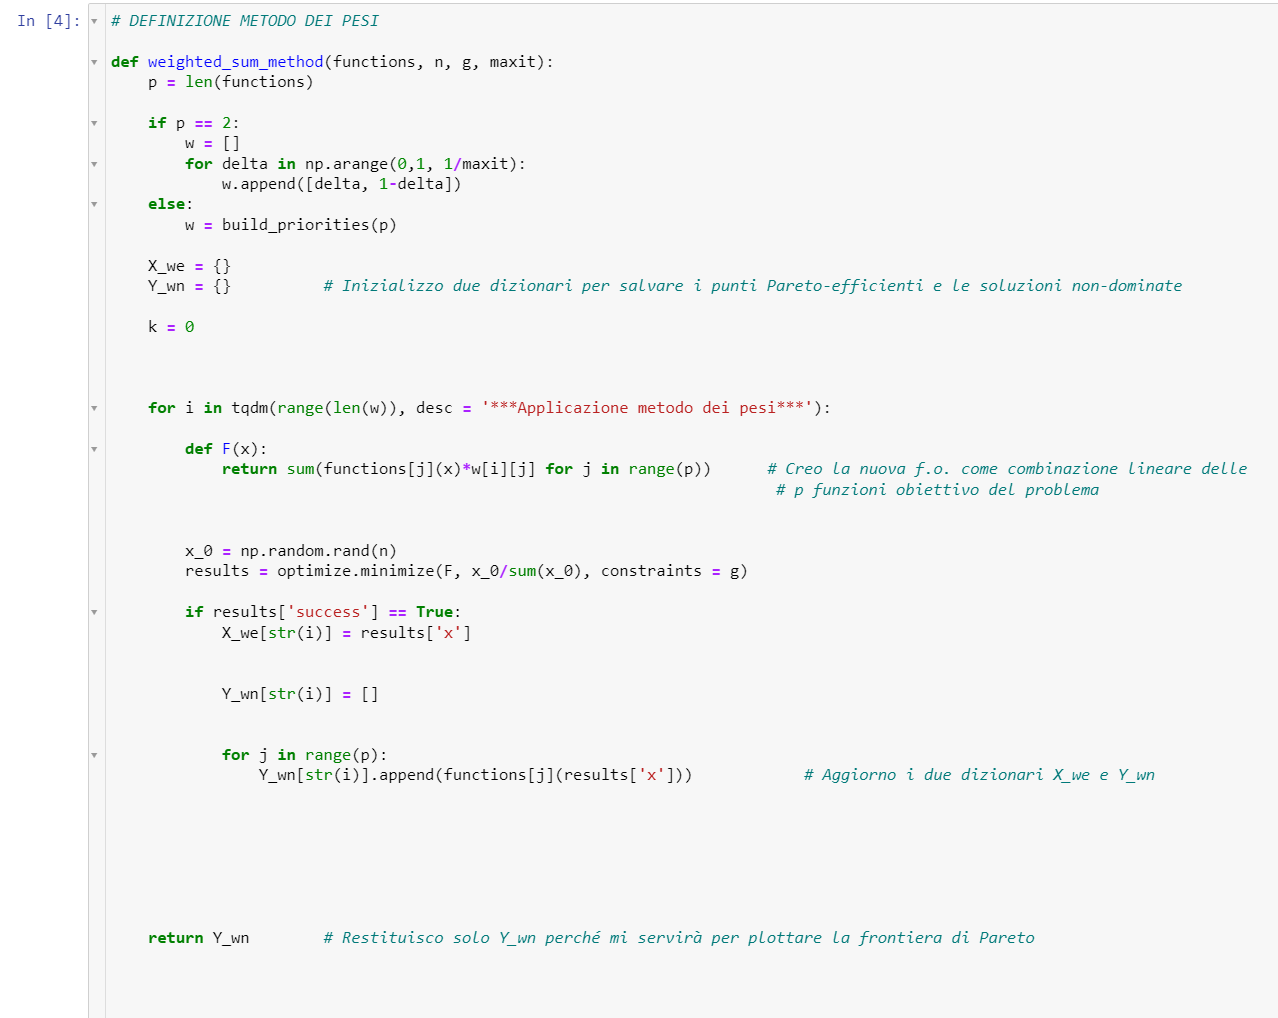 In [4]:
# DEFINIZIONE METODO DEI PESI
def weighted_sum_method(functions, n, g, maxit):
    p = len(functions)
    if p == 2:
        w = []
        for delta in np.arange(0,1, 1/maxit):
            w.append([delta, 1-delta])
    else:
        w = build_priorities(p)
    X_we = {}
    Y_wn = {}          # Inizializzo due dizionari per salvare i punti Pareto-efficienti e le soluzioni non-dominate
    k = 0
    for i in tqdm(range(len(w)), desc = '***Applicazione metodo dei pesi***'):
        def F(x):
            return sum(functions[j](x)*w[i][j] for j in range(p))      # Creo la nuova f.o. come combinazione lineare delle
                                                                        # p funzioni obiettivo del problema
        x_0 = np.random.rand(n)
        results = optimize.minimize(F, x_0/sum(x_0), constraints = g)
        if results['success'] == True:
            X_we[str(i)] = results['x']
            Y_wn[str(i)] = []
            for j in range(p):
                Y_wn[str(i)].append(functions[j](results['x']))            # Aggiorno i due dizionari X_we e Y_wn
    return Y_wn        # Restituisco solo Y_wn perché mi servirà per plottare la frontiera di Pareto